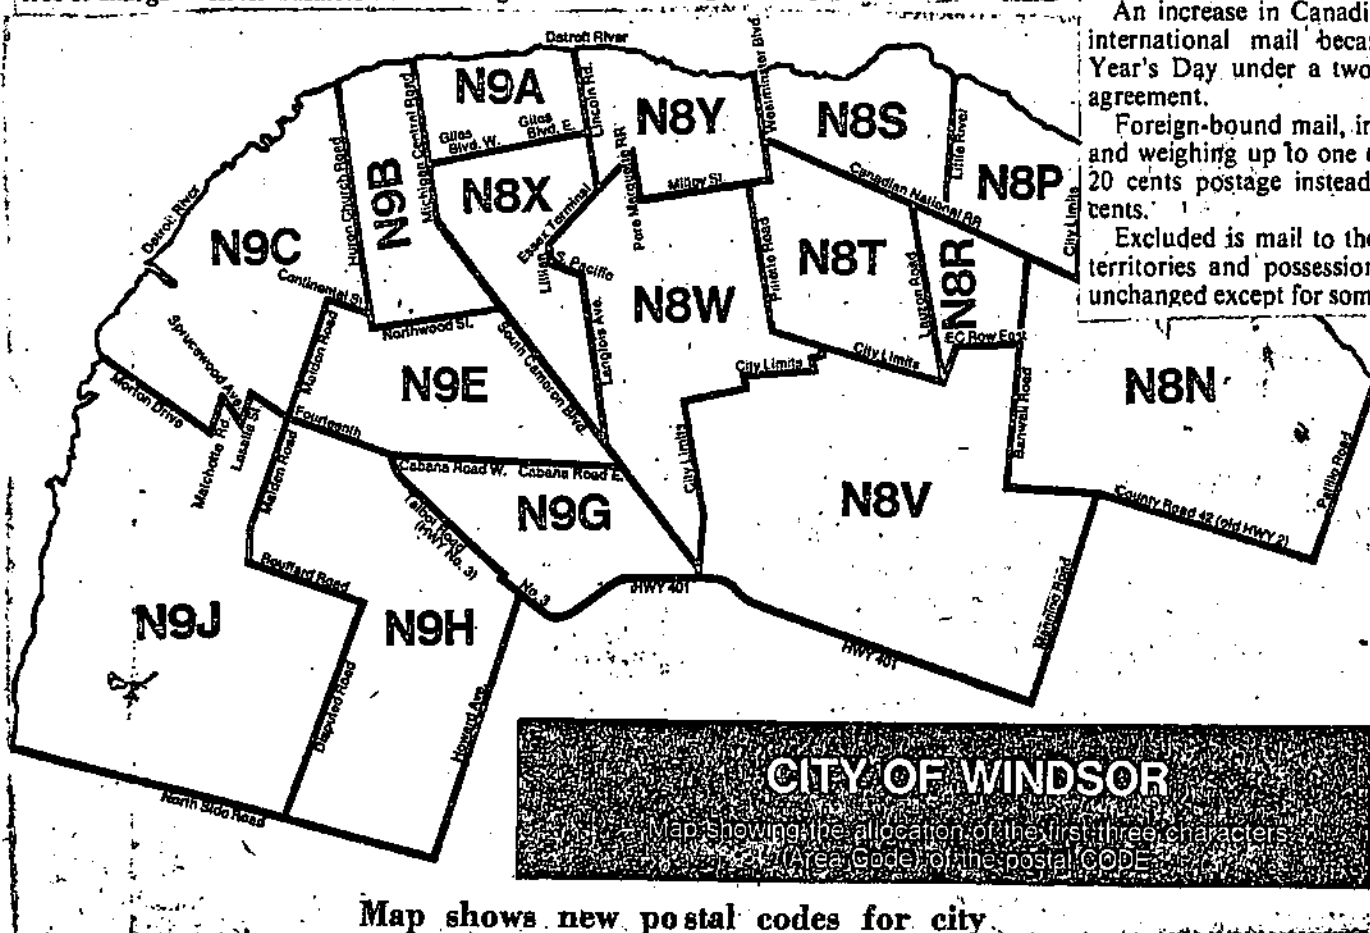 An increase in Canadi
international mail beca
Year's Day under a two
agreement.
Foreign-bound mail, in
and weighing up to one
20 cents postage instead
cents.
Excluded is mail to the
territories and possession
unchanged except for som
Detroit River
Westminster Blvd.
N9A
N8Y
N8S
N8P
Little River
City Limits
Lincoln Rd.
Giles
Blvd. W.
Giles
Blvd. E.
Michigan Central Road
Huron Church Road
N9B
N8X
Pere Marquette RR
Milloy St.
Canadian National RR
Detroit River
N9C
Essex Terminal
Lillian
S. Pacific
N8W
Pillette Road
N8T
Lauzon Road
N8R
EC Row East
Continental St.
Northwood St.
Malden Road
Sprucewood Ave.
South Cameron Blvd.
Langlois Ave.
City Limits
City Limits
N9E
N8N
Morton Drive
Matchette Rd.
Lasalle St.
Fourteenth
Malden Road
Cabana Road W.
Cabana Road E.
City Limits
Banwell Road
N9G
N8V
County Road 42 (old HWY 2)
Talbot Road
(HWY No. 3)
No. 3
HWY 401
HWY 401
Manning Road
Bouffard Road
N9J
N9H
Disputed Road
Howard Ave.
North Side Road
CITY OF WINDSOR
Map showing the allocation of the first three characters
(Area Code) of the postal CODE
Map shows new postal codes for city